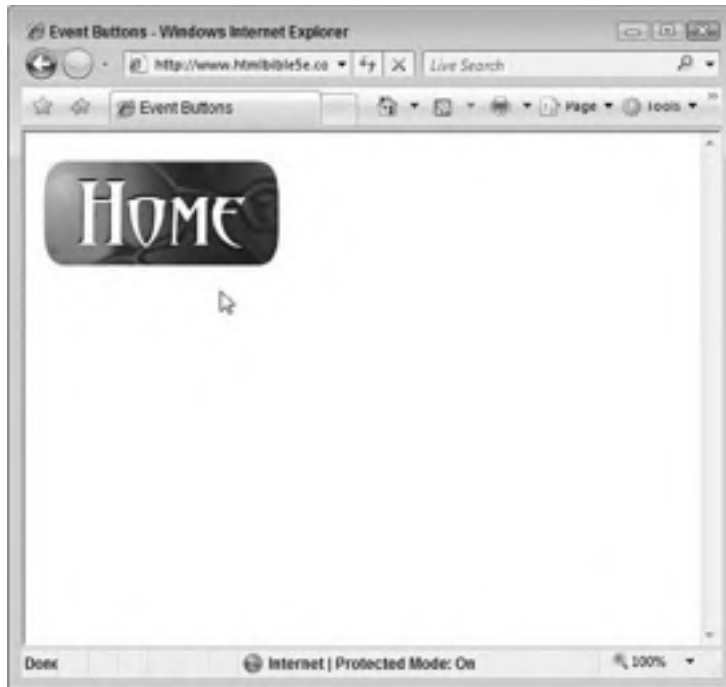 Event Buttons - Windows Internet Explorer
http://www.htmlbible5e.co
Live Search
Event Buttons
Page
Tools
HOME
Done
Internet | Protected Mode: On
100%